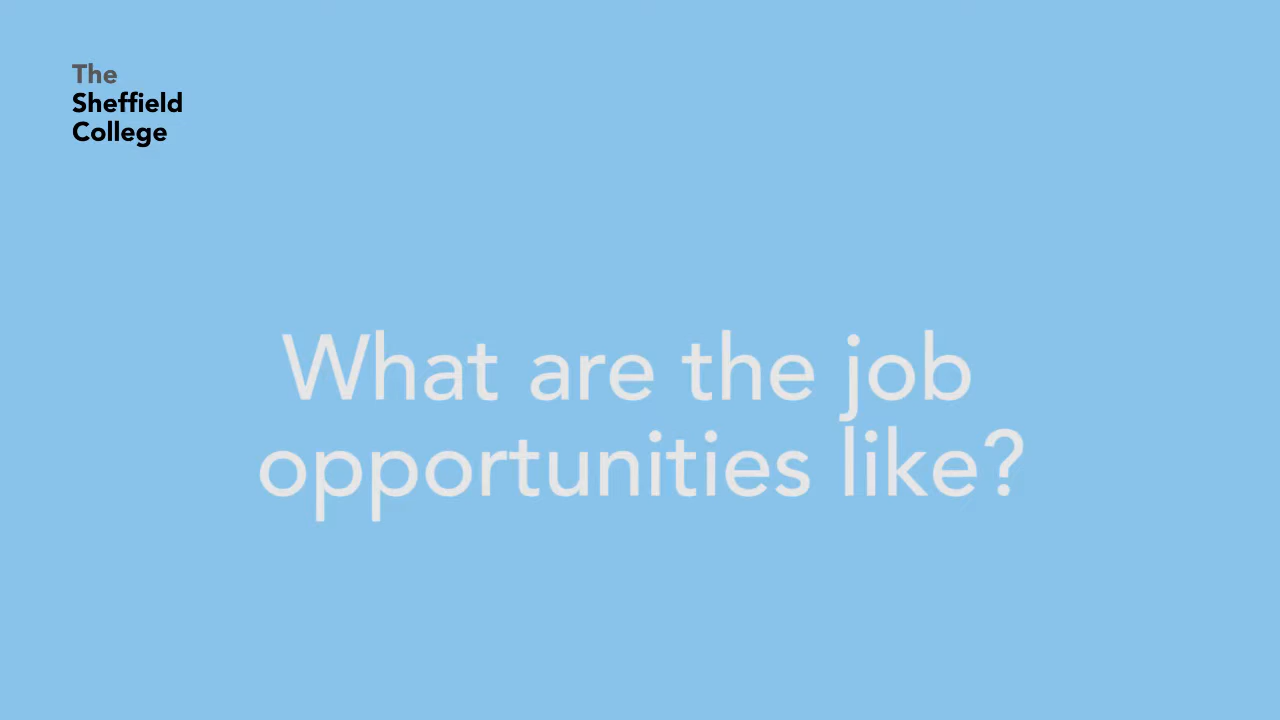 The
Sheffield
College
What are the job
opportunities like?